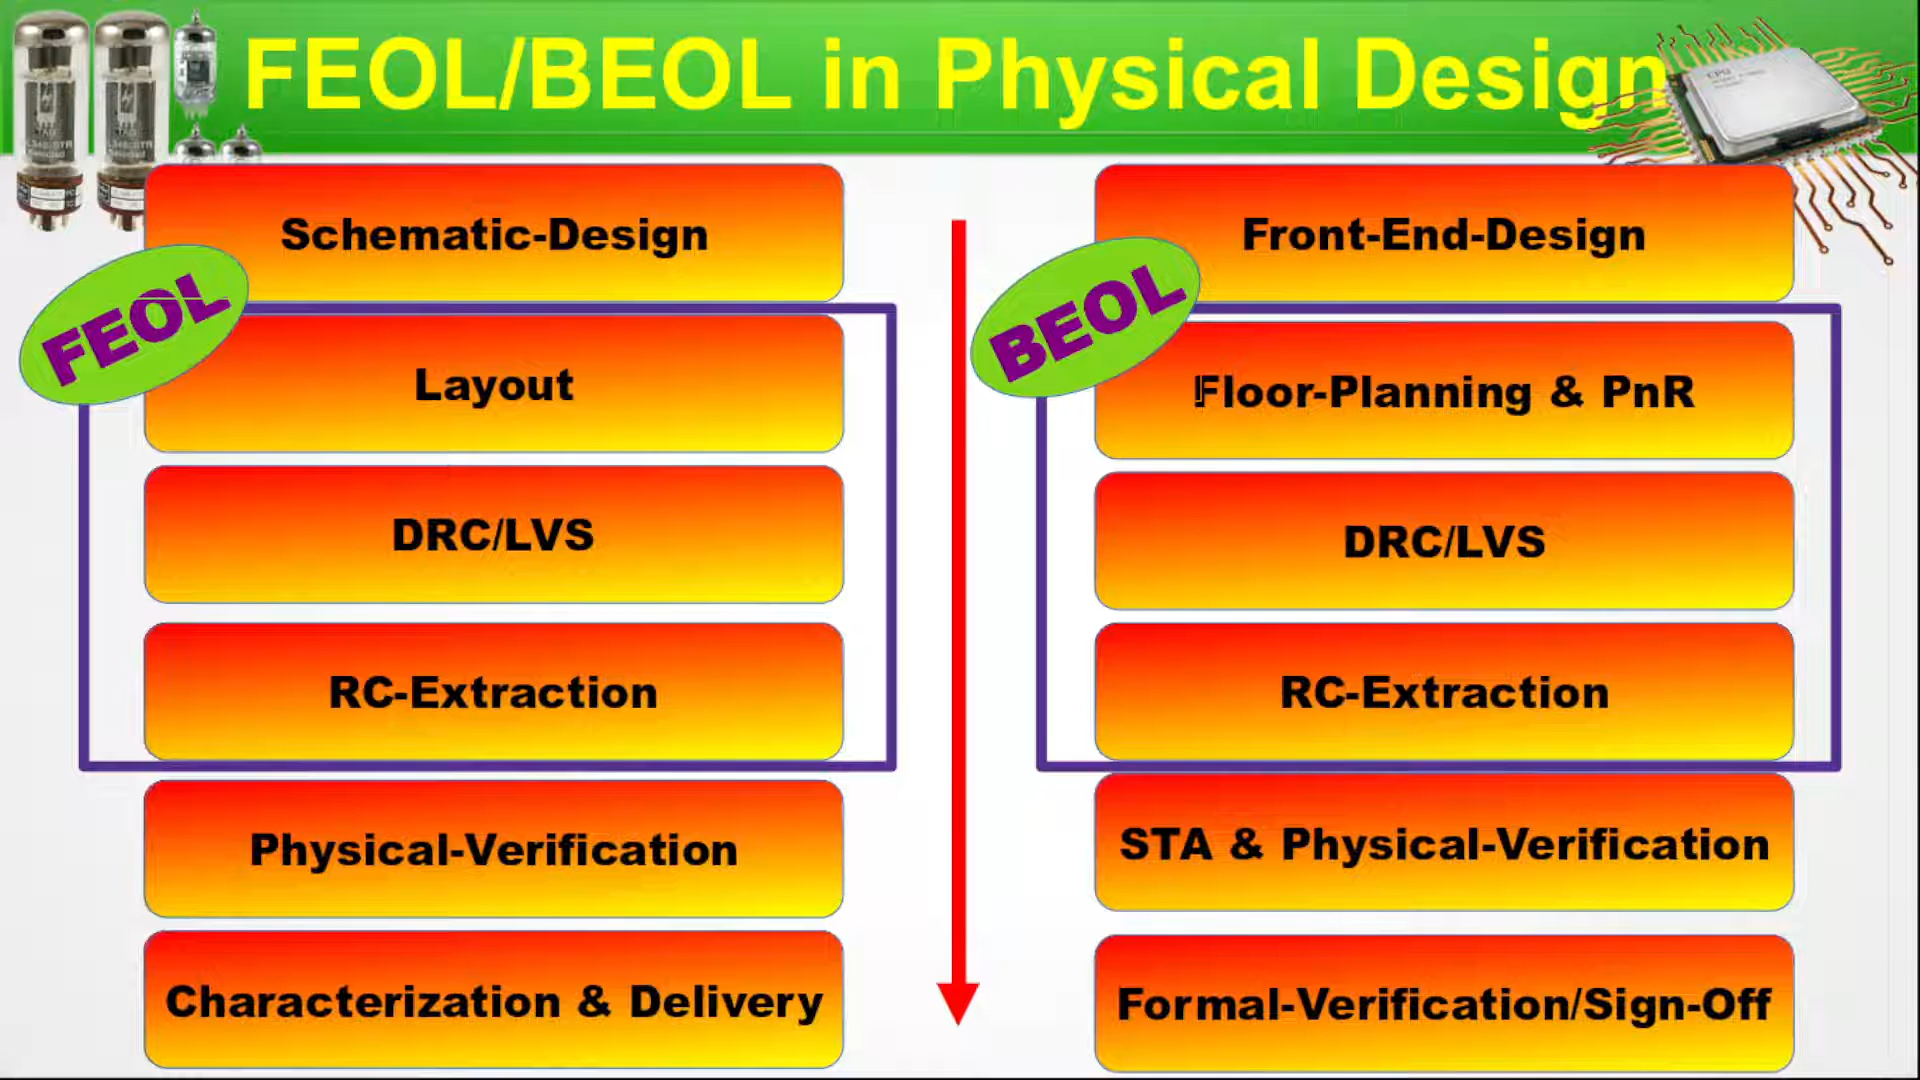 FEOL/BEOL in Physical Design
CPU
FEOL
Schematic-Design
Layout
DRC/LVS
RC-Extraction
Physical-Verification
Characterization & Delivery
BEOL
Front-End-Design
Floor-Planning & PnR
DRC/LVS
RC-Extraction
STA & Physical-Verification
Formal-Verification/Sign-Off